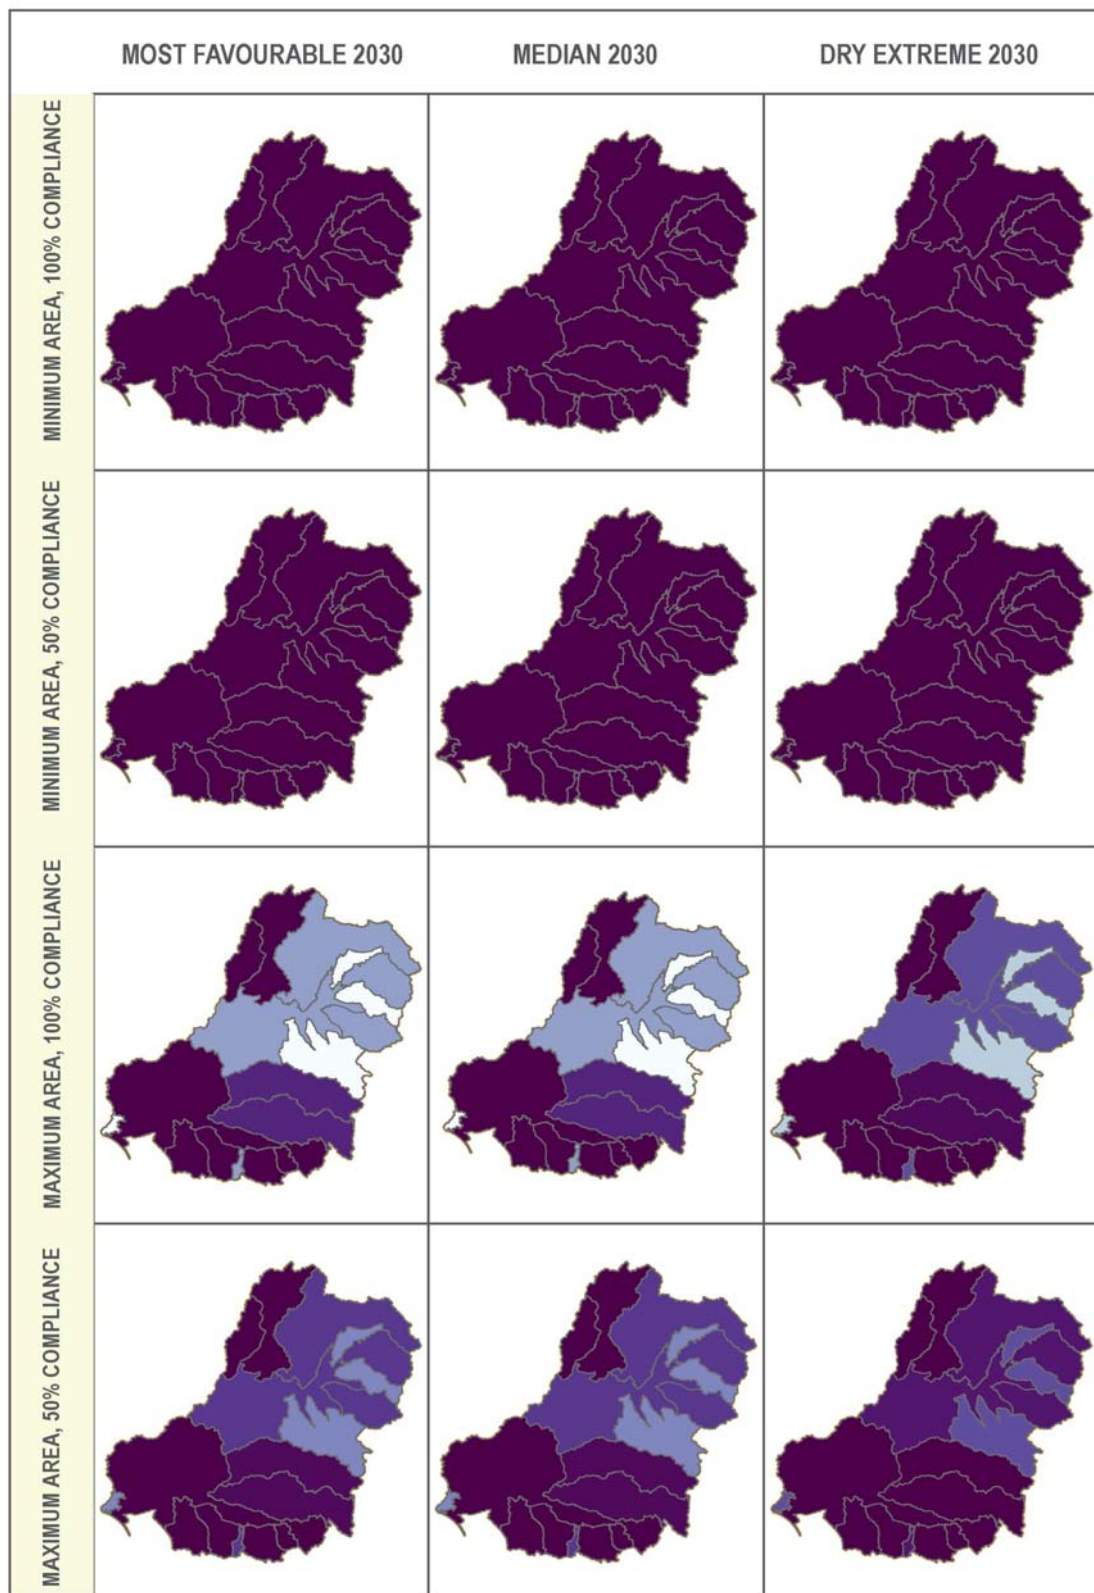 MOST FAVOURABLE 2030
MEDIAN 2030
DRY EXTREME 2030
MINIMUM AREA, 100% COMPLIANCE
MINIMUM AREA, 50% COMPLIANCE
MAXIMUM AREA, 100% COMPLIANCE
MAXIMUM AREA, 50% COMPLIANCE